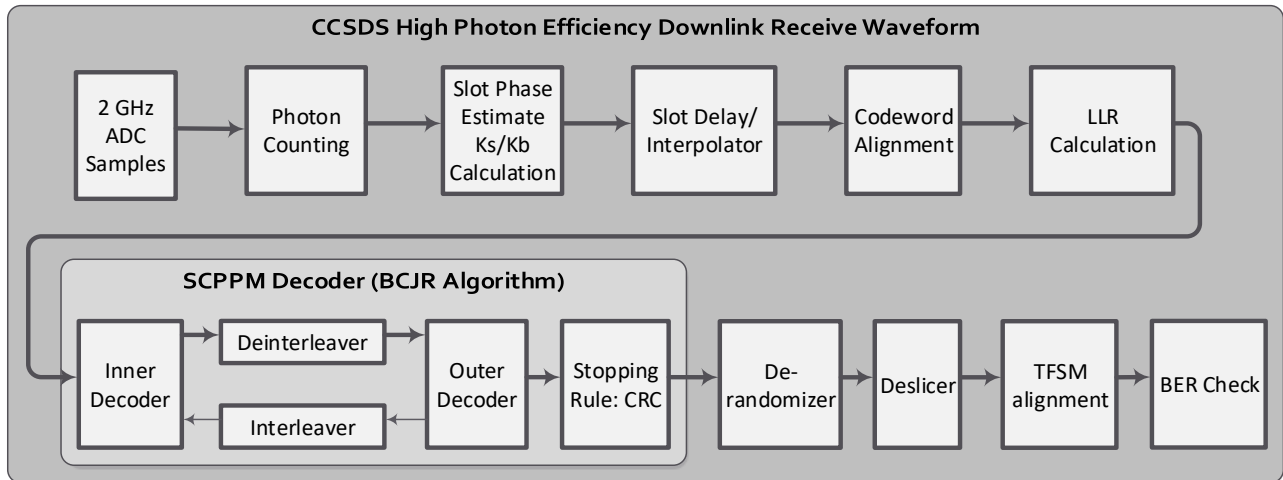 CCSDS High Photon Efficiency Downlink Receive Waveform
2 GHz
ADC
Samples
Photon
Counting
Slot Phase
Estimate
Ks/Kb
Calculation
Slot Delay/
Interpolator
Codeword
Alignment
LLR
Calculation
SCPPM Decoder (BCJR Algorithm)
Inner
Decoder
Deinterleaver
Interleaver
Outer
Decoder
Stopping
Rule: CRC
De-
randomizer
Deslicer
TFSM
alignment
BER Check